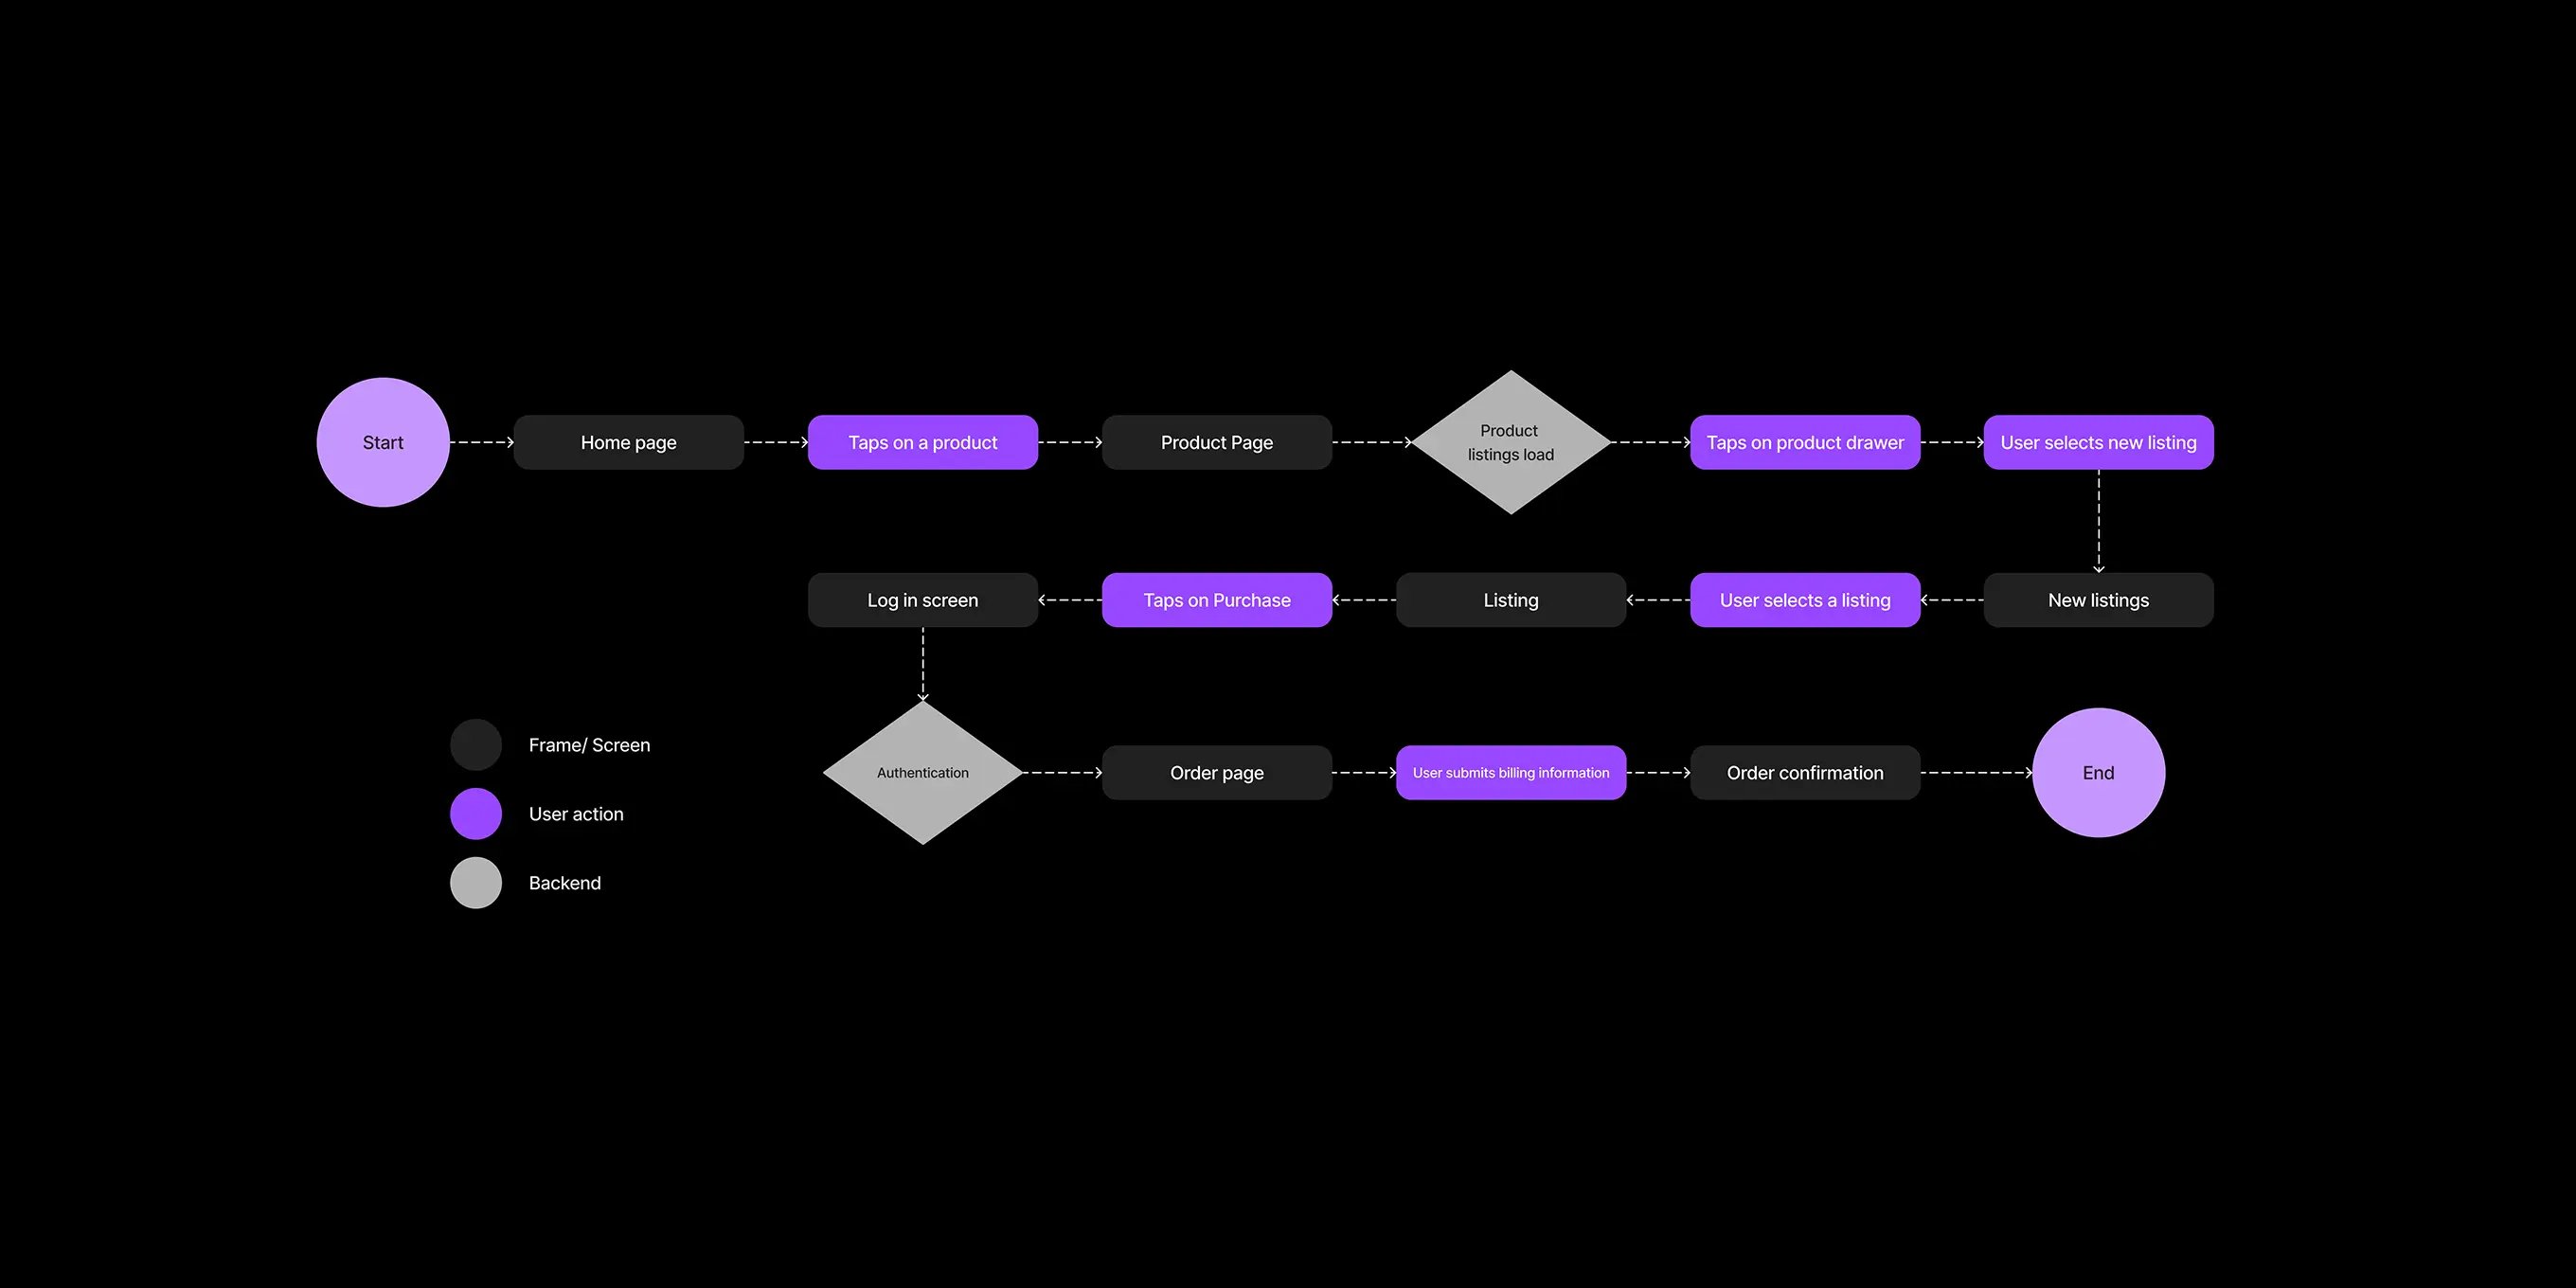 Start
Home page
Taps on a product
Product Page
Product
listings load
Taps on product drawer
User selects new listing
Log in screen
Taps on Purchase
Listing
User selects a listing
New listings
Frame/ Screen
User action
Backend
Authentication
Order page
User submits billing information
Order confirmation
End